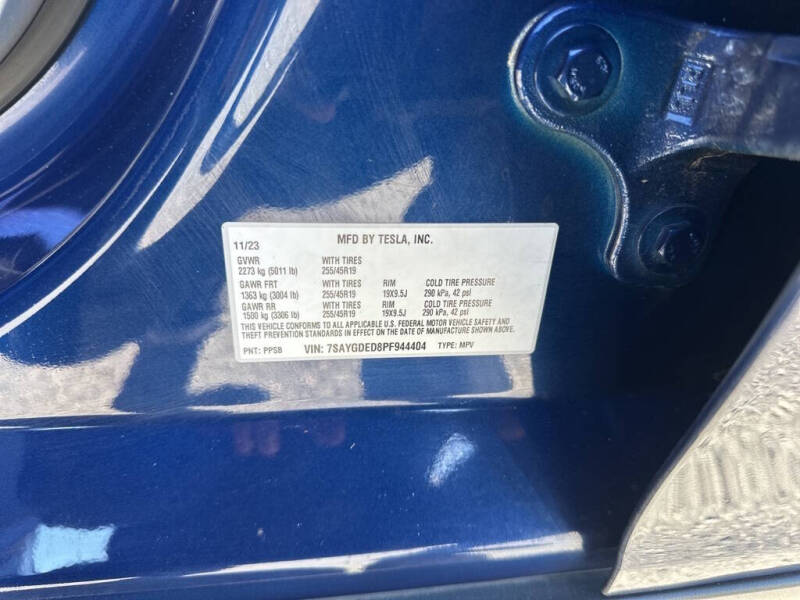 11/23 MFD BY TESLA, INC.
GVWR WITH TIRES
2273 kg (5011 lb) 255/45R19
GAWR FRT WITH TIRES RIM COLD TIRE PRESSURE
1363 kg (3004 lb) 255/45R19 19X9.5J 290 kPa, 42 psi
GAWR RR WITH TIRES RIM COLD TIRE PRESSURE
1500 kg (3306 lb) 255/45R19 19X9.5J 290 kPa, 42 psi
THIS VEHICLE CONFORMS TO ALL APPLICABLE U.S. FEDERAL MOTOR VEHICLE SAFETY AND
THEFT PREVENTION STANDARDS IN EFFECT ON THE DATE OF MANUFACTURE SHOWN ABOVE.
PNT: PPSB VIN: 7SAYGDED8PF944404 TYPE: MPV